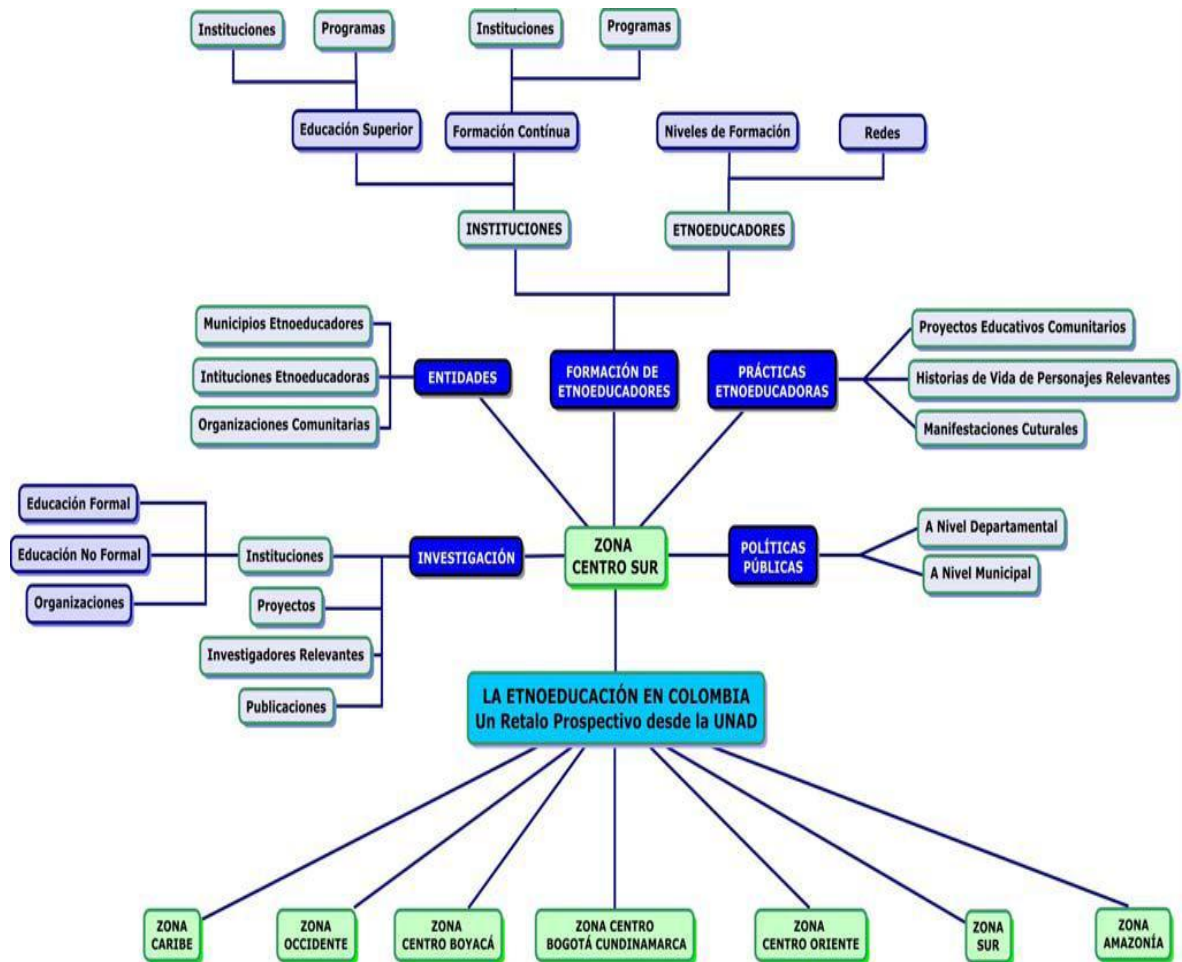 Instituciones
Programas
Instituciones
Programas
Educación Superior
Formación Contínua
Niveles de Formación
Redes
INSTITUCIONES
ETNOEDUCADORES
Municipios Etnoeducadores
Intituciones Etnoeducadoras
Organizaciones Comunitarias
ENTIDADES
FORMACIÓN DE
ETNOEDUCADORES
PRÁCTICAS
ETNOEDUCADORAS
Proyectos Educativos Comunitarios
Historias de Vida de Personajes Relevantes
Manifestaciones Cuturales
Educación Formal
Educación No Formal
Organizaciones
Instituciones
Proyectos
Investigadores Relevantes
Publicaciones
INVESTIGACIÓN
ZONA
CENTRO SUR
POLÍTICAS
PÚBLICAS
A Nivel Departamental
A Nivel Municipal
LA ETNOEDUCACIÓN EN COLOMBIA
Un Retalo Prospectivo desde la UNAD
ZONA
CARIBE
ZONA
OCCIDENTE
ZONA
CENTRO BOYACÁ
ZONA CENTRO
BOGOTÁ CUNDINAMARCA
ZONA
CENTRO ORIENTE
ZONA
SUR
ZONA
AMAZONÍA